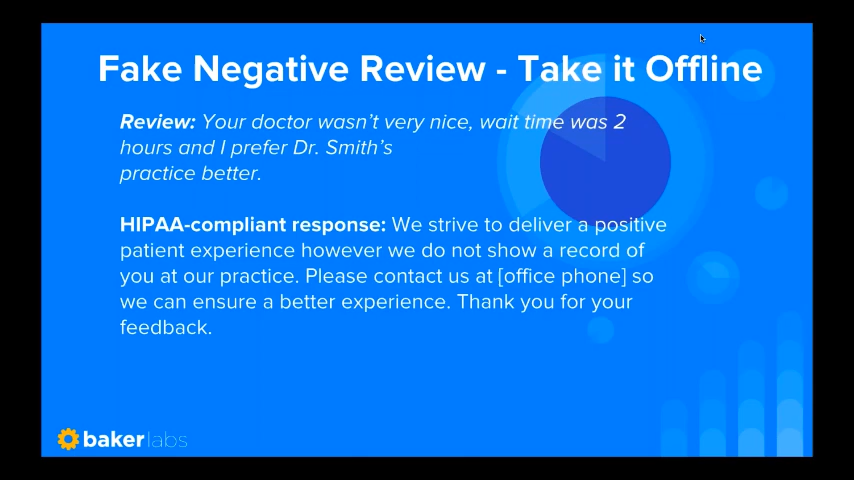 Fake Negative Review - Take it Offline
Review: Your doctor wasn't very nice, wait time was 2
hours and I prefer Dr. Smith's
practice better.
HIPAA-compliant response: We strive to deliver a positive
patient experience however we do not show a record of
you at our practice. Please contact us at [office phone] so
we can ensure a better experience. Thank you for your
feedback.
bakerlabs